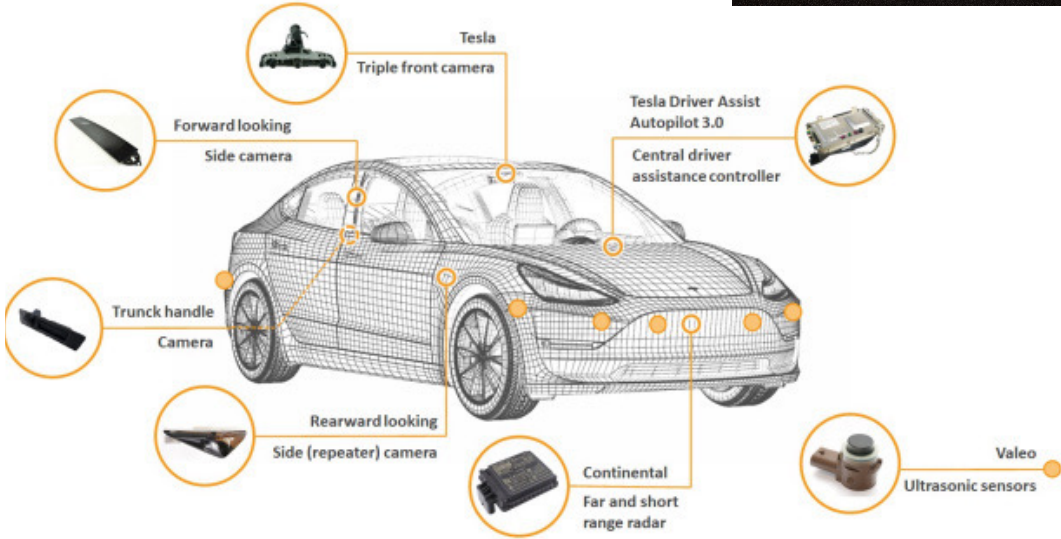 Tesla
Triple front camera
Forward looking
Side camera
Tesla Driver Assist
Autopilot 3.0
Central driver
assistance controller
Trunck handle
Camera
Rearward looking
Side (repeater) camera
Continental
Far and short
range radar
Valeo
Ultrasonic sensors